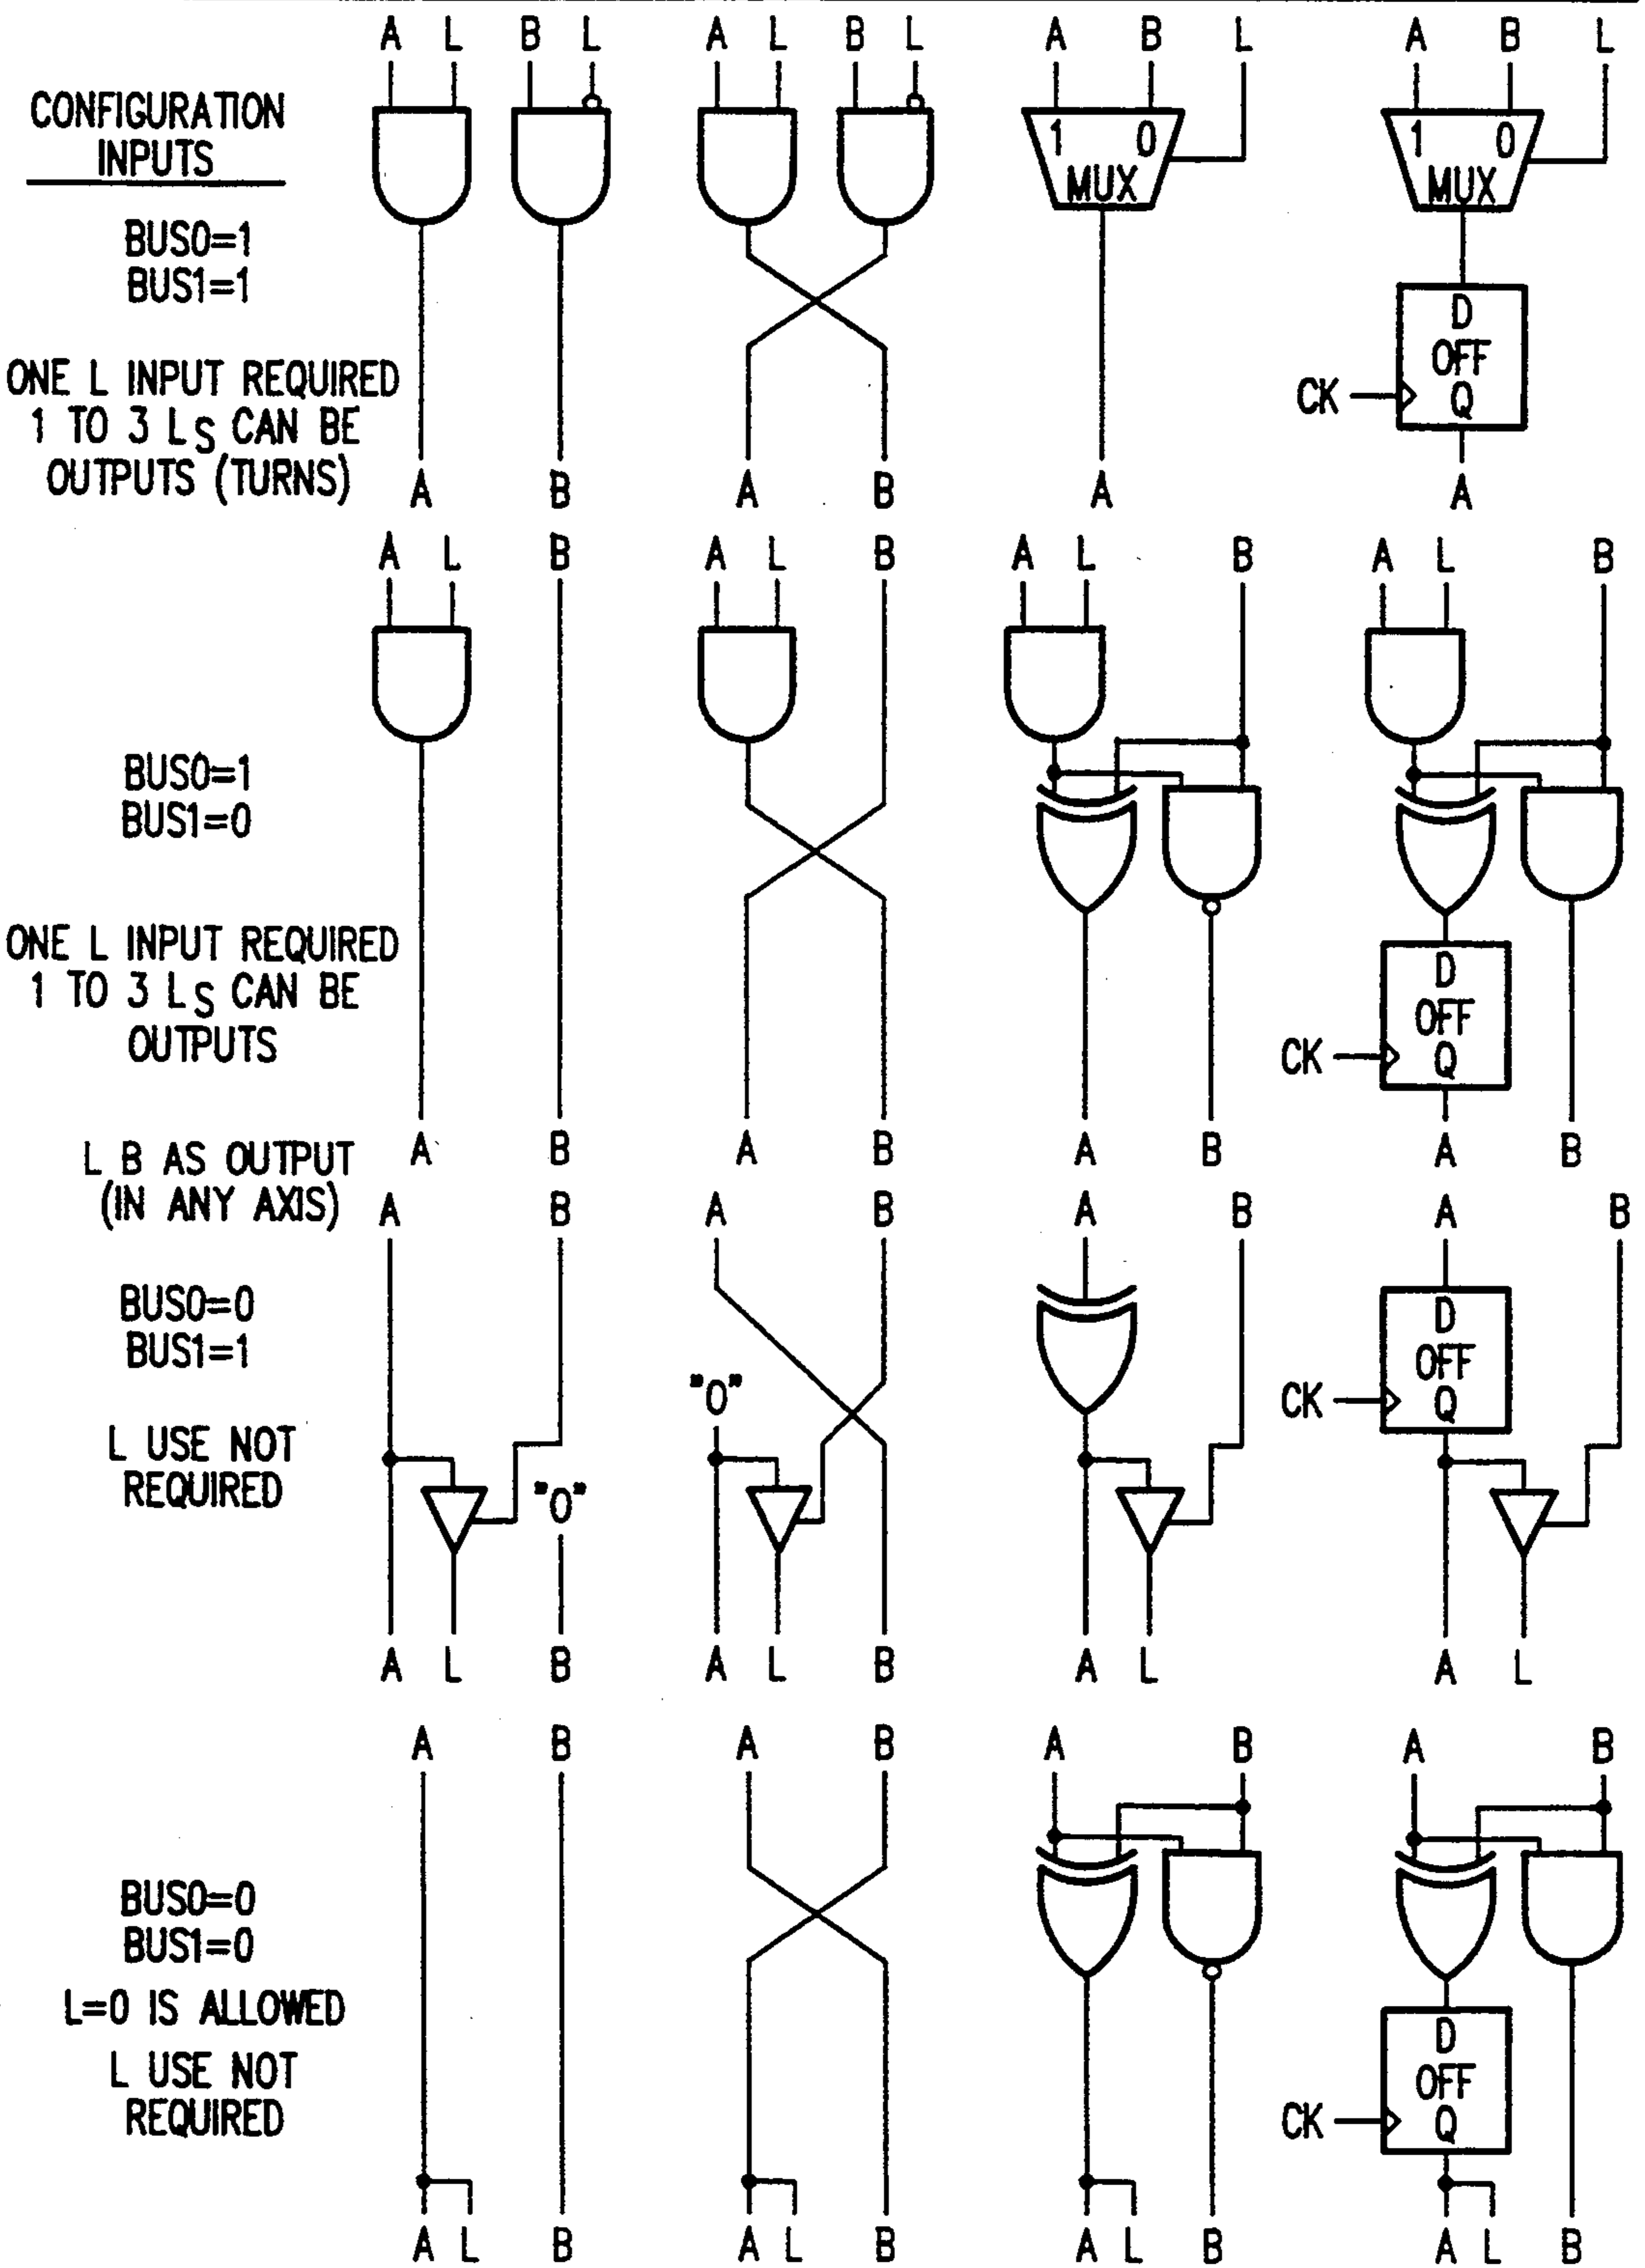 A L B L A L B L A B L A B L
CONFIGURATION
INPUTS
1 0 1 0
MUX MUX
BUS0=1
BUS1=1
D
OFF
CK Q
ONE L INPUT REQUIRED
1 TO 3 LS CAN BE
OUTPUTS (TURNS)
A B A B A A
A L B A L B A L B A L B
BUS0=1
BUS1=0
ONE L INPUT REQUIRED
1 TO 3 LS CAN BE
OUTPUTS
D
OFF
CK Q
A B A B A B A B
L B AS OUTPUT
(IN ANY AXIS)
A B A B A B A B
BUS0=0
BUS1=1
D
OFF
CK Q
"0"
L USE NOT
REQUIRED
"0"
A L B A L B A L A L
A B A B A B A B
BUS0=0
BUS1=0
L=0 IS ALLOWED
L USE NOT
REQUIRED
D
OFF
CK Q
A L B A L B A L B A L B